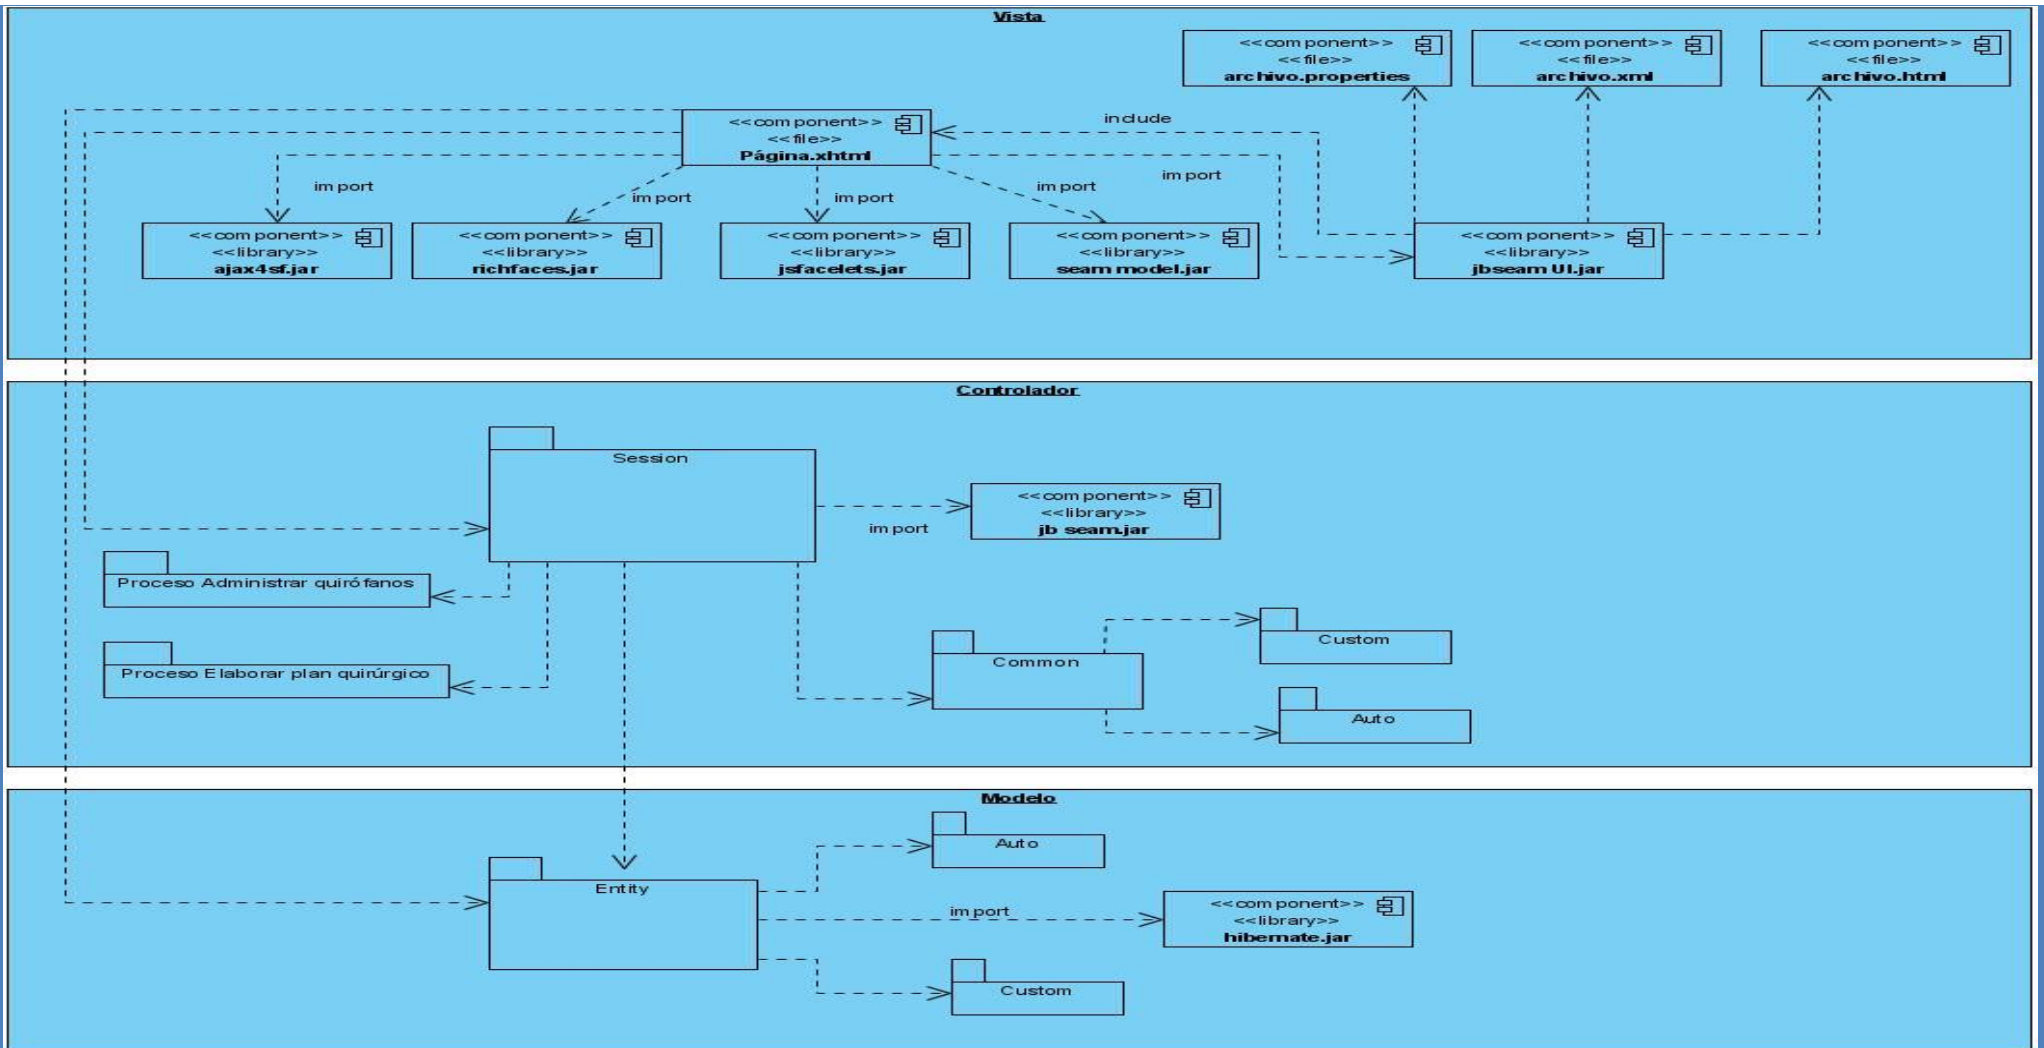 Vista
<<component>>
<<file>>
archivo.properties
<<component>>
<<file>>
archivo.xml
<<component>>
<<file>>
archivo.html
<<component>>
<<file>>
Página.xhtml
include
import
import
import
import
import
<<component>>
<<library>>
ajax4sf.jar
<<component>>
<<library>>
richfaces.jar
<<component>>
<<library>>
jsfacelets.jar
<<component>>
<<library>>
seam model.jar
<<component>>
<<library>>
jbseam UI.jar
Controlador
Session
<<component>>
<<library>>
jb seam.jar
import
Proceso Administrar quirófanos
Proceso Elaborar plan quirúrgico
Common
Custom
Auto
Modelo
Auto
Entity
import
<<component>>
<<library>>
hibernate.jar
Custom